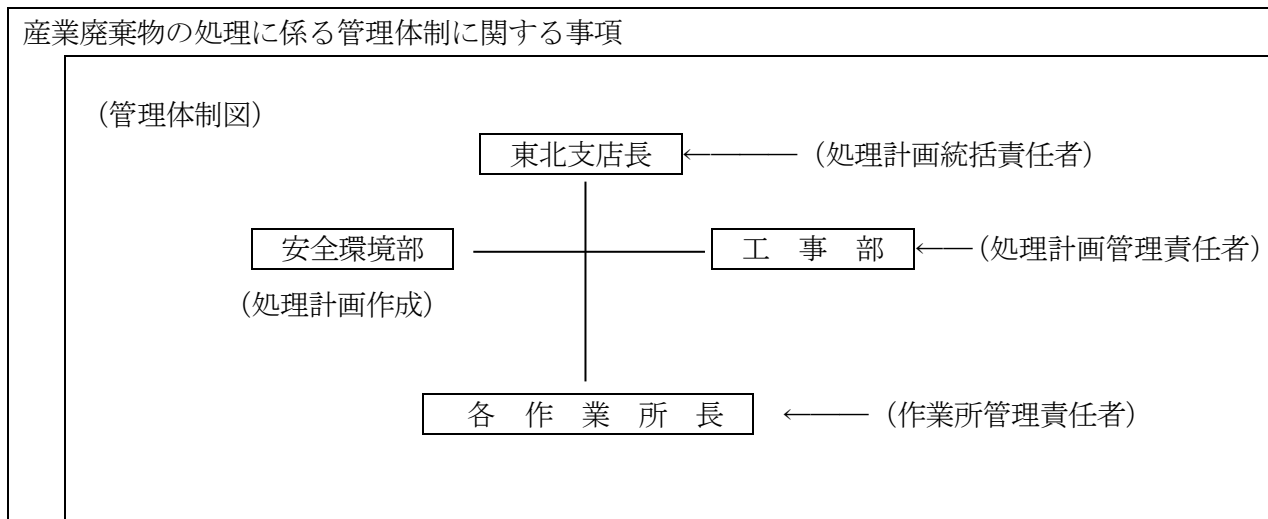 産業廃棄物の処理に係る管理体制に関する事項
（管理体制図）
東北支店長 ←――― （処理計画統括責任者）
安全環境部 工　事　部 ←―― （処理計画管理責任者）
（処理計画作成）
各　作　業　所　長 ←――― （作業所管理責任者）